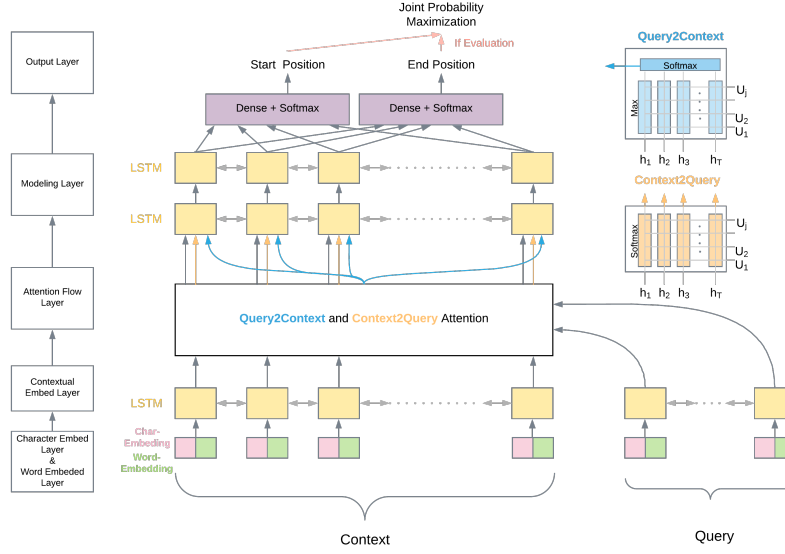 Joint Probability
Maximization
If Evaluation
Start Position
End Position
Dense + Softmax
Dense + Softmax
LSTM
LSTM
Query2Context and Context2Query Attention
LSTM
Char-
Embeding
Word-
Embedding
Context
Query
Output Layer
Modeling Layer
Attention Flow
Layer
Contextual
Embed Layer
Character Embed
Layer
&
Word Embeded
Layer
Query2Context
Softmax
Max
Uj
U2
U1
h1 h2 h3 hT
Context2Query
Softmax
Uj
U2
U1
h1 h2 h3 hT